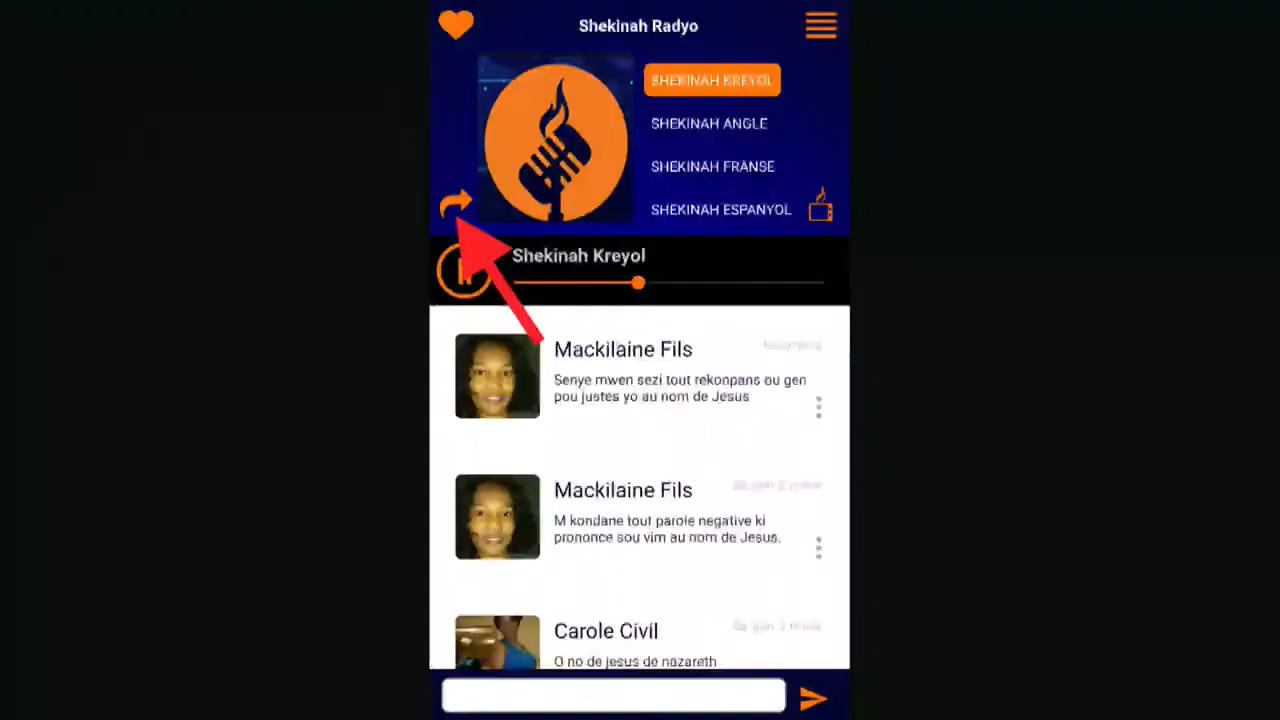 Shekinah Radyo
SHEKINAH KREYOL
SHEKINAH ANGLE
SHEKINAH FRANSE
SHEKINAH ESPANYOL
Shekinah Kreyol
Mackilaine Fils
Senye mwen sezi tout rekonpans ou gen
pou justes yo au nom de Jesus
Mackilaine Fils
M kondane tout parole negative ki
prononce sou vim au nom de Jesus.
Carole Civil
O no de jesus de nazareth